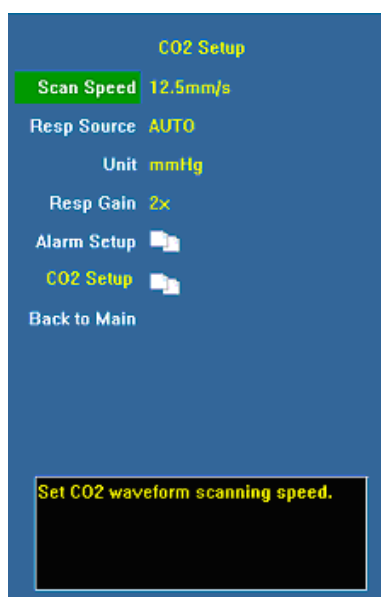 CO2 Setup
Scan Speed 12.5mm/s
Resp Source AUTO
Unit mmHg
Resp Gain 2x
Alarm Setup
CO2 Setup
Back to Main
Set CO2 waveform scanning speed.